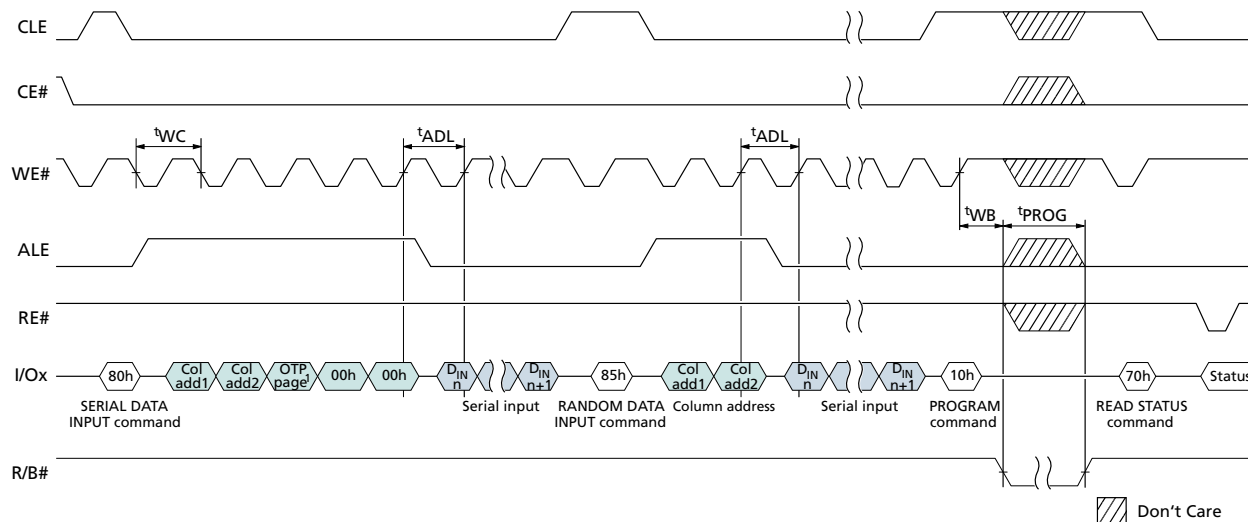 CLE
CE#
tWC
tADL
tADL
WE#
tWB
tPROG
ALE
RE#
I/Ox
80h
Col
add1
Col
add2
OTP
page1
00h
00h
DIN
n
DIN
n+1
85h
Col
add1
Col
add2
DIN
n
DIN
n+1
10h
70h
Status
SERIAL DATA
INPUT command
Serial input
RANDOM DATA
INPUT command
Column address
Serial input
PROGRAM
command
READ STATUS
command
R/B#
Don't Care